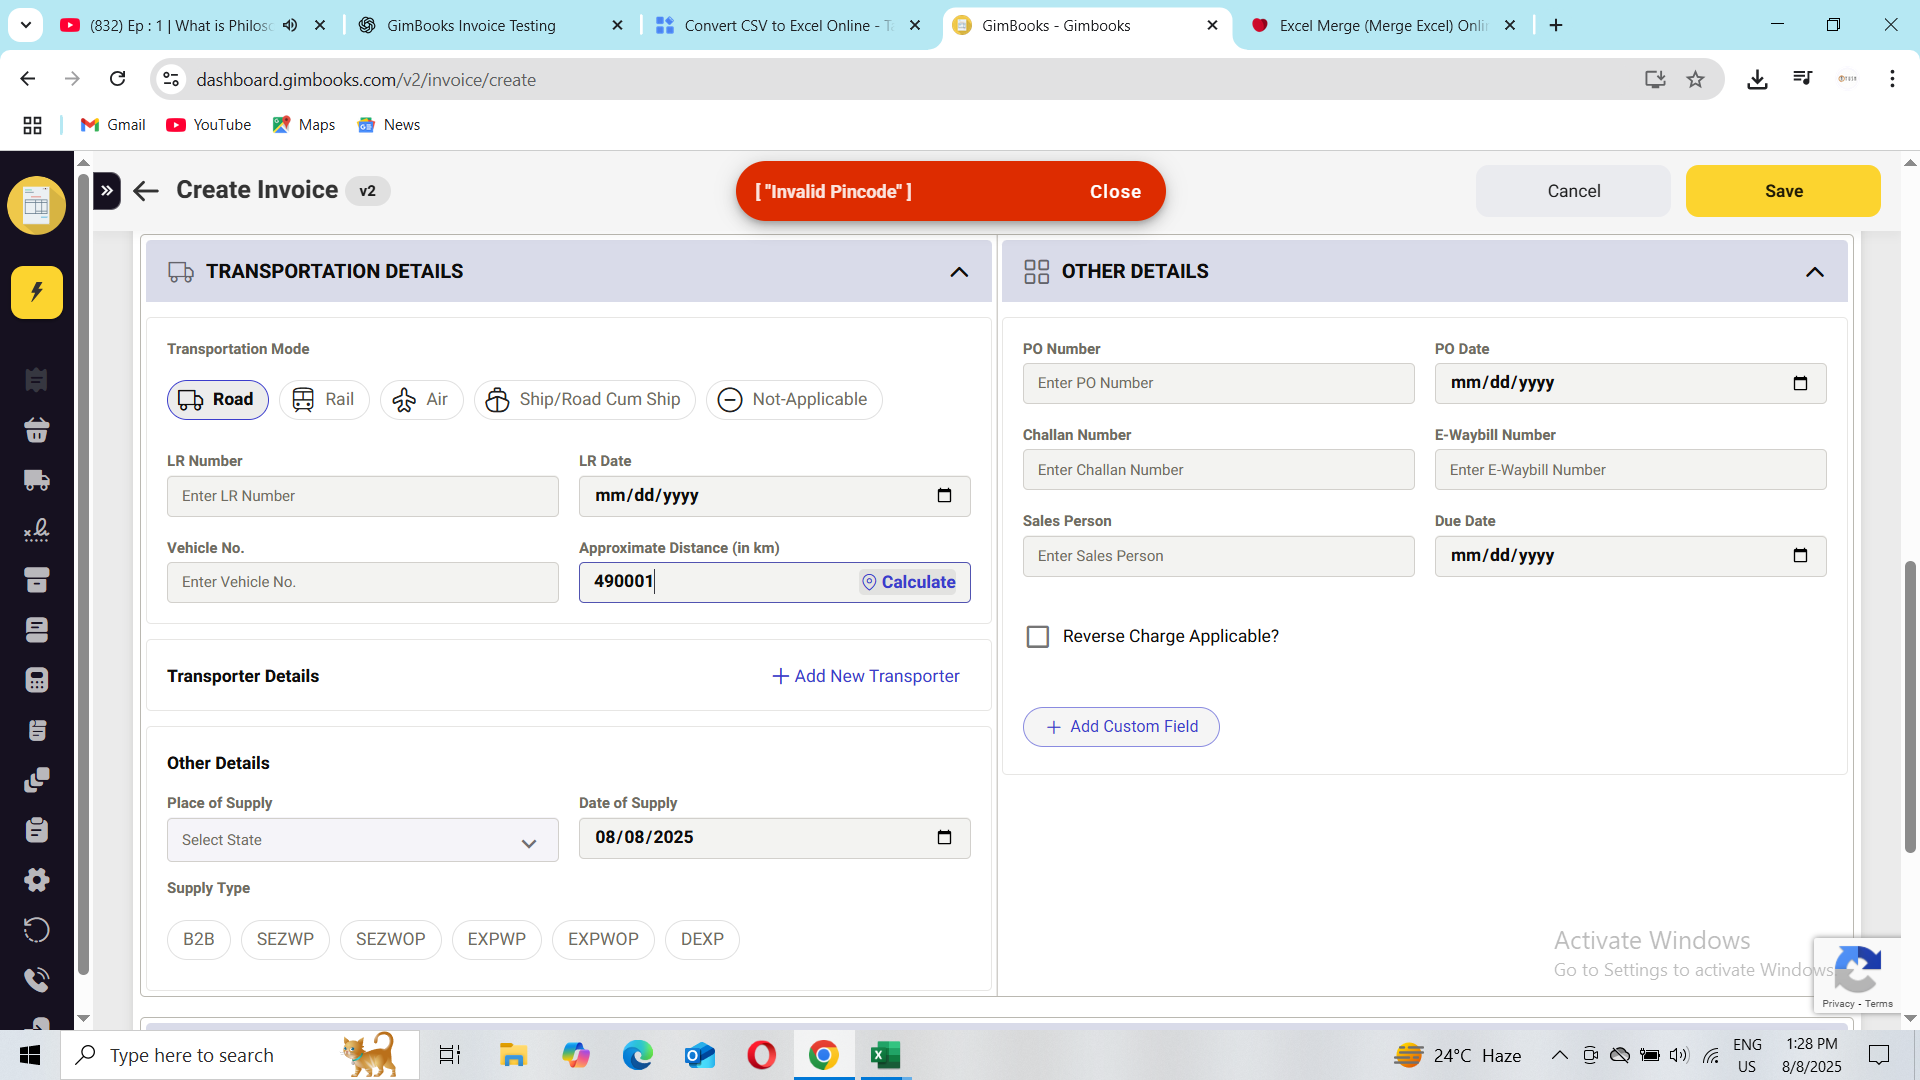 (832) Ep : 1 | What is Philosc
GimBooks Invoice Testing
Convert CSV to Excel Online - Ta
GimBooks - Gimbooks
Excel Merge (Merge Excel) Onli
dashboard.gimbooks.com/v2/invoice/create
Gmail
YouTube
Maps
News
Create Invoice
v2
[ "Invalid Pincode" ]
Close
Cancel
Save
TRANSPORTATION DETAILS
Transportation Mode
Road
Rail
Air
Ship/Road Cum Ship
Not-Applicable
LR Number
LR Date
Enter LR Number
mm/dd/yyyy
Vehicle No.
Approximate Distance (in km)
Enter Vehicle No.
490001
Calculate
Transporter Details
+ Add New Transporter
Other Details
Place of Supply
Date of Supply
Select State
08/08/2025
Supply Type
B2B
SEZWP
SEZWOP
EXPWP
EXPWOP
DEXP
OTHER DETAILS
PO Number
PO Date
Enter PO Number
mm/dd/yyyy
Challan Number
E-Waybill Number
Enter Challan Number
Enter E-Waybill Number
Sales Person
Due Date
Enter Sales Person
mm/dd/yyyy
Reverse Charge Applicable?
+ Add Custom Field
Activate Windows
Go to Settings to activate Windows
Privacy - Terms
Type here to search
24°C Haze
ENG
US
1:28 PM
8/8/2025